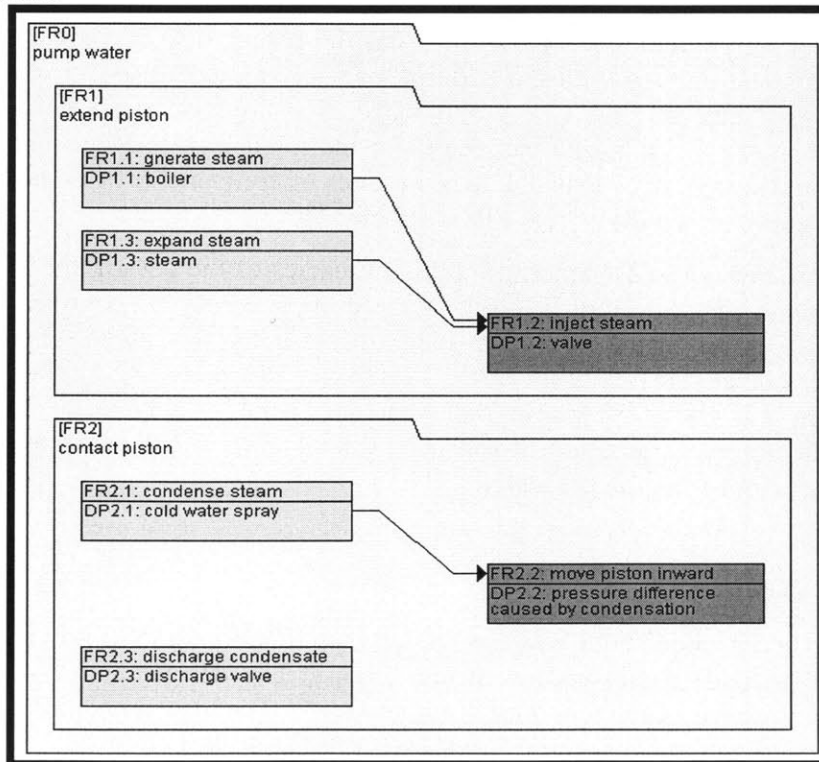 [FR0]
pump water
[FR1]
extend piston
FR1.1: gnerate steam
DP1.1: boiler
FR1.3: expand steam
DP1.3: steam
FR1.2: inject steam
DP1.2: valve
[FR2]
contact piston
FR2.1: condense steam
DP2.1: cold water spray
FR2.2: move piston inward
DP2.2: pressure difference
caused by condensation
FR2.3: discharge condensate
DP2.3: discharge valve